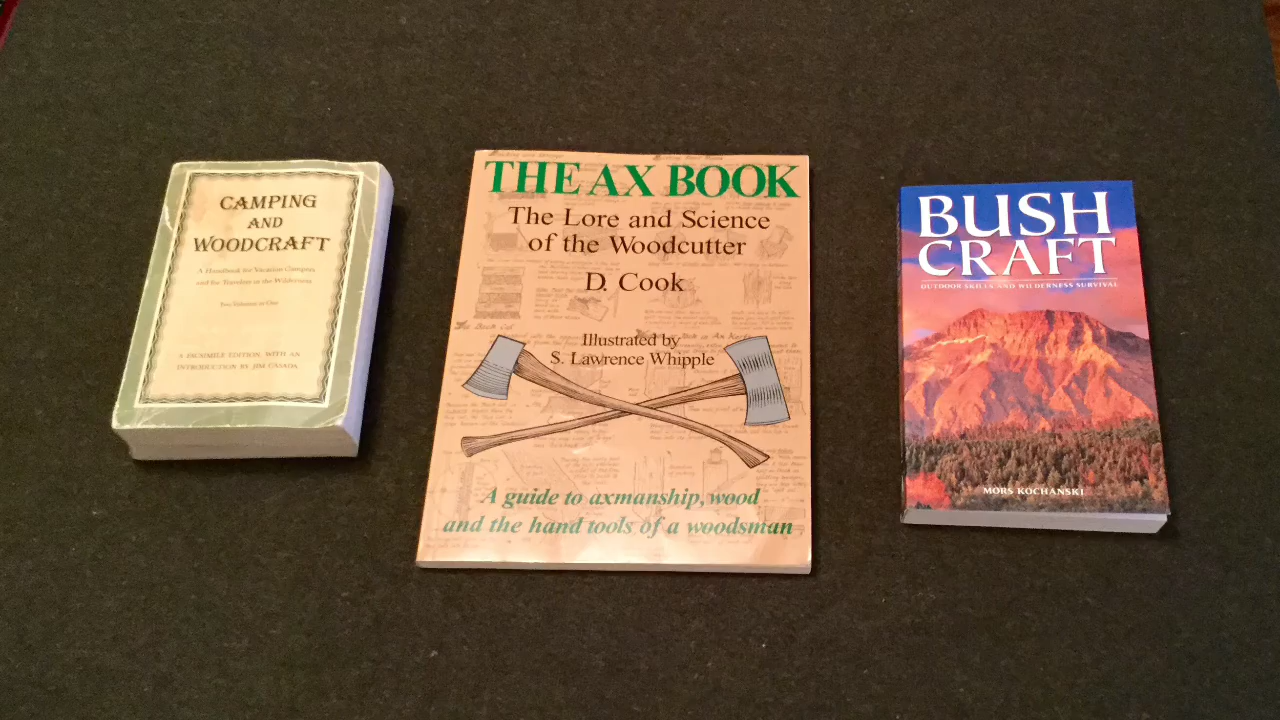 CAMPING
AND
WOODCRAFT
A Handbook for Vacation Campers
and for Travelers in the Wilderness
Two Volumes in One
A FACSIMILE EDITION, WITH AN
INTRODUCTION BY JIM CASADA
THE AX BOOK
The Lore and Science
of the Woodcutter
D. Cook
Illustrated by
S. Lawrence Whipple
A guide to axmanship, wood
and the hand tools of a woodsman
BUSH
CRAFT
OUTDOOR SKILLS AND WILDERNESS SURVIVAL
MORS KOCHANSKI